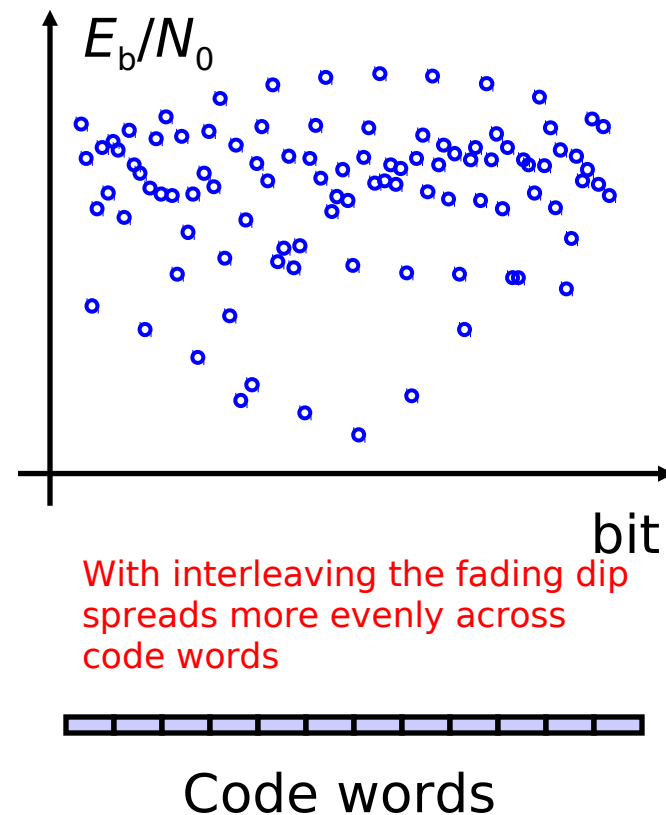 Eb/N0
bit
With interleaving the fading dip
spreads more evenly across
code words
Code words